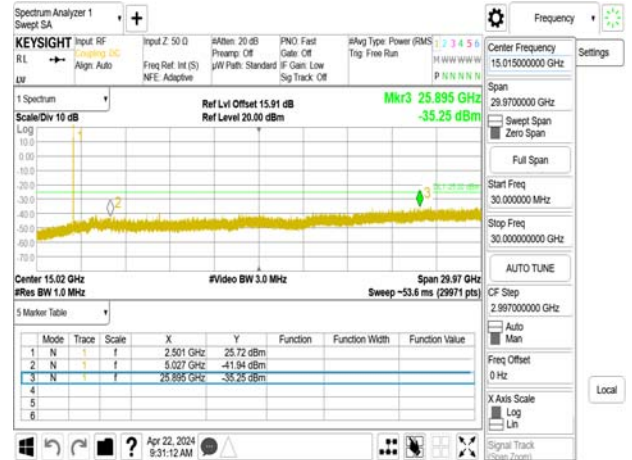 Spectrum Analyzer 1
Swept SA
Frequency
KEYSIGHT
Input: RF
Input Z: 50 Ω
#Atten: 20 dB
PNO: Fast
#Avg Type: Power (RMS
1 2 3 4 5 6
RL
Coupling: DC
Preamp: Off
Gate: Off
Trig: Free Run
Align: Auto
Freq Ref: Int (S)
µW Path: Standard
IF Gain: Low
M W W W W W
NFE: Adaptive
Sig Track: Off
P N N N N N
Center Frequency
15.015000000 GHz
Settings
1 Spectrum
Ref Lvl Offset 15.91 dB
Mkr3 25.895 GHz
Scale/Div 10 dB
Ref Level 20.00 dBm
-35.25 dBm
Span
29.9700000 GHz
Swept Span
Zero Span
Full Span
Start Freq
30.000000 MHz
Stop Freq
30.000000000 GHz
AUTO TUNE
CF Step
2.997000000 GHz
Auto
Man
Freq Offset
0 Hz
X Axis Scale
Log
Lin
Signal Track
(Span Zoom)
Local
Log
10.0
0.00
-10.0
-20.0
-30.0
-40.0
-50.0
-60.0
-70.0
2
3
Center 15.02 GHz
#Video BW 3.0 MHz
Span 29.97 GHz
#Res BW 1.0 MHz
Sweep ~53.6 ms (29971 pts)
5 Marker Table
Mode Trace Scale X Y Function Function Width Function Value
1 N 1 f 2.501 GHz 25.72 dBm
2 N 1 f 5.027 GHz -41.94 dBm
3 N 1 f 25.895 GHz -35.25 dBm
4
5
6
Apr 22, 2024
9:31:12 AM